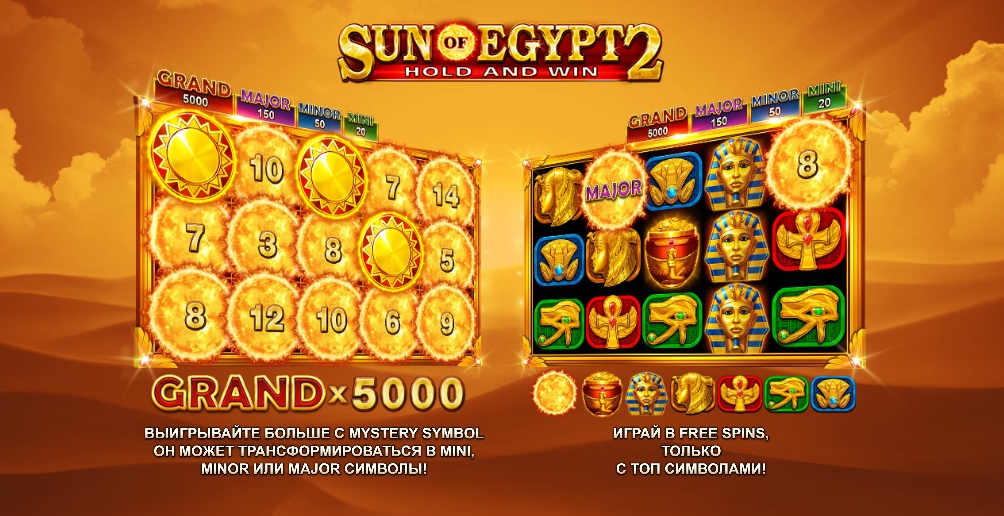 SUN OF EGYPT 2
HOLD AND WIN
GRAND MAJOR MINOR MINI
5000 150 50 20
10 7 14
7 3 8 5
8 12 10 6 9
GRAND x 5000
ВЫИГРЫВАЙТЕ БОЛЬШЕ С MYSTERY SYMBOL
ОН МОЖЕТ ТРАНСФОРМИРОВАТЬСЯ В MINI,
MINOR ИЛИ MAJOR СИМВОЛЫ!
GRAND MAJOR MINOR MINI
5000 150 50 20
MAJOR 8
ИГРАЙ В FREE SPINS,
ТОЛЬКО
С ТОП СИМВОЛАМИ!